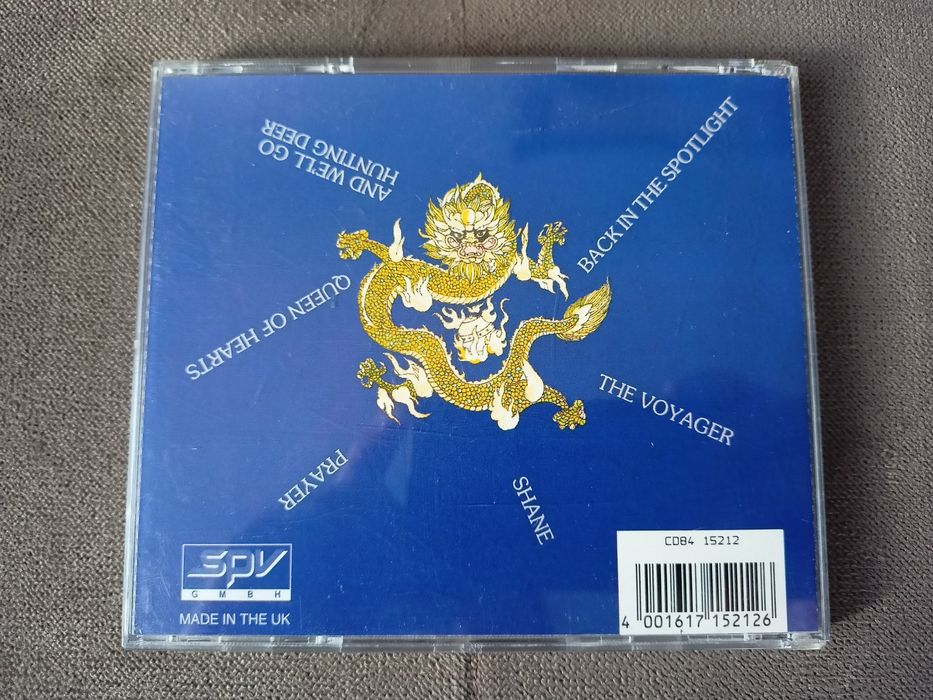 BACK IN THE SPOTLIGHT
THE VOYAGER
SHANE
PRAYER
QUEEN OF HEARTS
AND WE'LL GO
HUNTING DEER
SPV
GMBH
MADE IN THE UK
CD84 15212
4 001617 152126